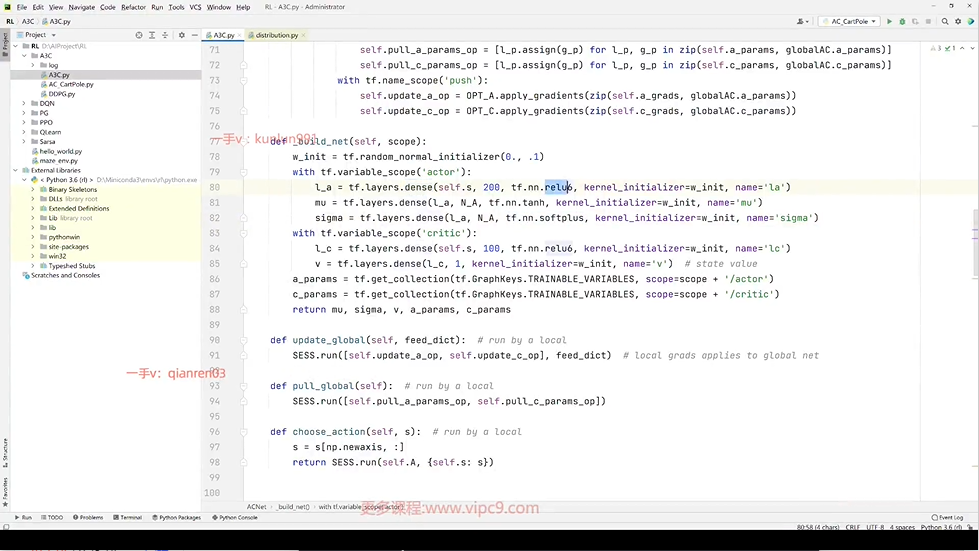 File Edit View Navigate Code Refactor Run Tools VCS Window Help A3C.py - Administrator
RL A3C A3C.py
AC_CartPole
Project
A3C.py
distribution.py
RL D:\AIProject\RL
A3C
log
A3C.py
AC_CartPole.py
DDPG.py
DQN
PG
PPO
QLearn
Sarsa
hello_world.py
maze_env.py
External Libraries
Python 3.6 (rl) D:\Miniconda3\envs\rl\python.exe
Binary Skeletons
DLLs library root
Extended Definitions
Lib library root
lib
pythonwin
site-packages
win32
Typeshed Stubs
Scratches and Consoles
71 self.pull_a_params_op = [l_p.assign(g_p) for l_p, g_p in zip(self.a_params, globalAC.a_params)]
72 self.pull_c_params_op = [l_p.assign(g_p) for l_p, g_p in zip(self.c_params, globalAC.c_params)]
73 with tf.name_scope('push'):
74 self.update_a_op = OPT_A.apply_gradients(zip(self.a_grads, globalAC.a_params))
75 self.update_c_op = OPT_C.apply_gradients(zip(self.c_grads, globalAC.c_params))
76
一手v：kunlun991
77 def _build_net(self, scope):
78 w_init = tf.random_normal_initializer(0., .1)
79 with tf.variable_scope('actor'):
80 l_a = tf.layers.dense(self.s, 200, tf.nn.relu6, kernel_initializer=w_init, name='la')
81 mu = tf.layers.dense(l_a, N_A, tf.nn.tanh, kernel_initializer=w_init, name='mu')
82 sigma = tf.layers.dense(l_a, N_A, tf.nn.softplus, kernel_initializer=w_init, name='sigma')
83 with tf.variable_scope('critic'):
84 l_c = tf.layers.dense(self.s, 100, tf.nn.relu6, kernel_initializer=w_init, name='lc')
85 v = tf.layers.dense(l_c, 1, kernel_initializer=w_init, name='v') # state value
86 a_params = tf.get_collection(tf.GraphKeys.TRAINABLE_VARIABLES, scope=scope + '/actor')
87 c_params = tf.get_collection(tf.GraphKeys.TRAINABLE_VARIABLES, scope=scope + '/critic')
88 return mu, sigma, v, a_params, c_params
89
90 def update_global(self, feed_dict): # run by a local
91 SESS.run([self.update_a_op, self.update_c_op], feed_dict) # local grads applies to global net
一手v：qianren03
93 def pull_global(self): # run by a local
94 SESS.run([self.pull_a_params_op, self.pull_c_params_op])
95
96 def choose_action(self, s): # run by a local
97 s = s[np.newaxis, :]
98 return SESS.run(self.A, {self.s: s})
99
100
ACNet _build_net() with tf.variable_scope('actor')
更多课程:www.vipc9.com
Run TODO Problems Terminal Python Packages Python Console Event Log
80:58 (4 chars) CRLF UTF-8 4 spaces Python 3.6 (rl)
Project
Structure
Favorites